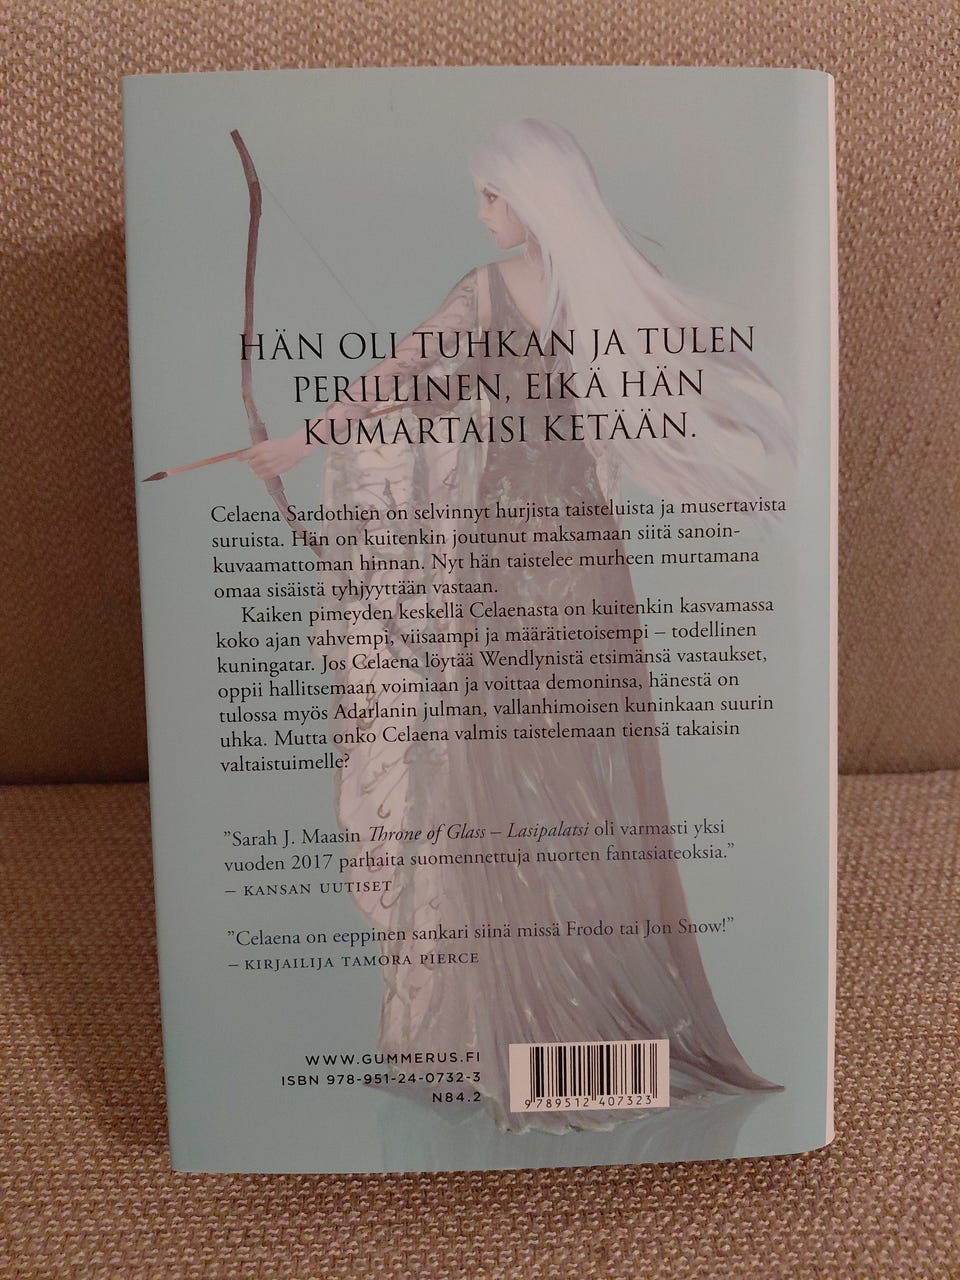 HÄN OLI TUHKAN JA TULEN
PERILLINEN, EIKÄ HÄN
KUMARTAISI KETÄÄN.
Celaena Sardothien on selvinnyt hurjista taisteluista ja musertavista
suruista. Hän on kuitenkin joutunut maksamaan siitä sanoin-
kuvaamattoman hinnan. Nyt hän taistelee murheen murtamana
omaa sisäistä tyhjyyttään vastaan.
Kaiken pimeyden keskellä Celaenasta on kuitenkin kasvamassa
koko ajan vahvempi, viisaampi ja määrätietoisempi – todellinen
kuningatar. Jos Celaena löytää Wendlynistä etsimänsä vastaukset,
oppii hallitsemaan voimiaan ja voittaa demoninsa, hänestä on
tulossa myös Adarlanin julman, vallanhimoisen kuninkaan suurin
uhka. Mutta onko Celaena valmis taistelemaan tiensä takaisin
valtaistuimelle?
”Sarah J. Maasin Throne of Glass – Lasipalatsi oli varmasti yksi
vuoden 2017 parhaita suomennettuja nuorten fantasiateoksia.”
– KANSAN UUTISET
”Celaena on eeppinen sankari siinä missä Frodo tai Jon Snow!”
– KIRJAILIJA TAMORA PIERCE
WWW.GUMMERUS.FI
ISBN 978-951-24-0732-3
N84.2
9 789512 407323